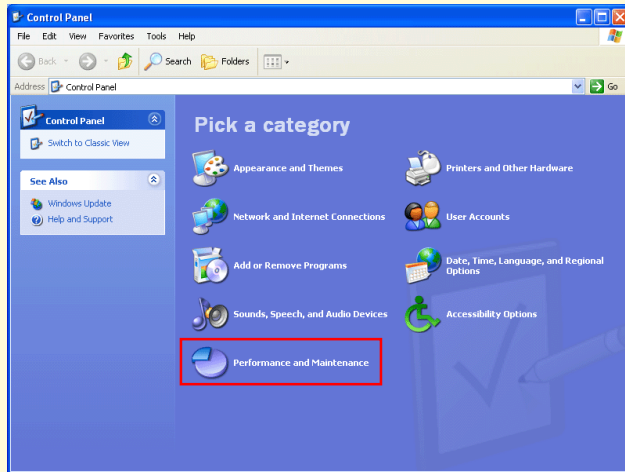 Control Panel
File Edit View Favorites Tools Help
Back Search Folders
Address Control Panel Go
Control Panel
Switch to Classic View
See Also
Windows Update
Help and Support
Pick a category
Appearance and Themes
Printers and Other Hardware
Network and Internet Connections
User Accounts
Add or Remove Programs
Date, Time, Language, and Regional
Options
Sounds, Speech, and Audio Devices
Accessibility Options
Performance and Maintenance